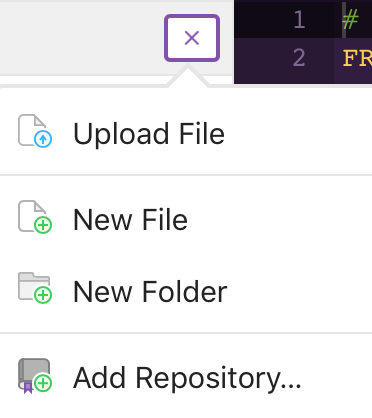 1 #
2 FR
Upload File
New File
New Folder
Add Repository...